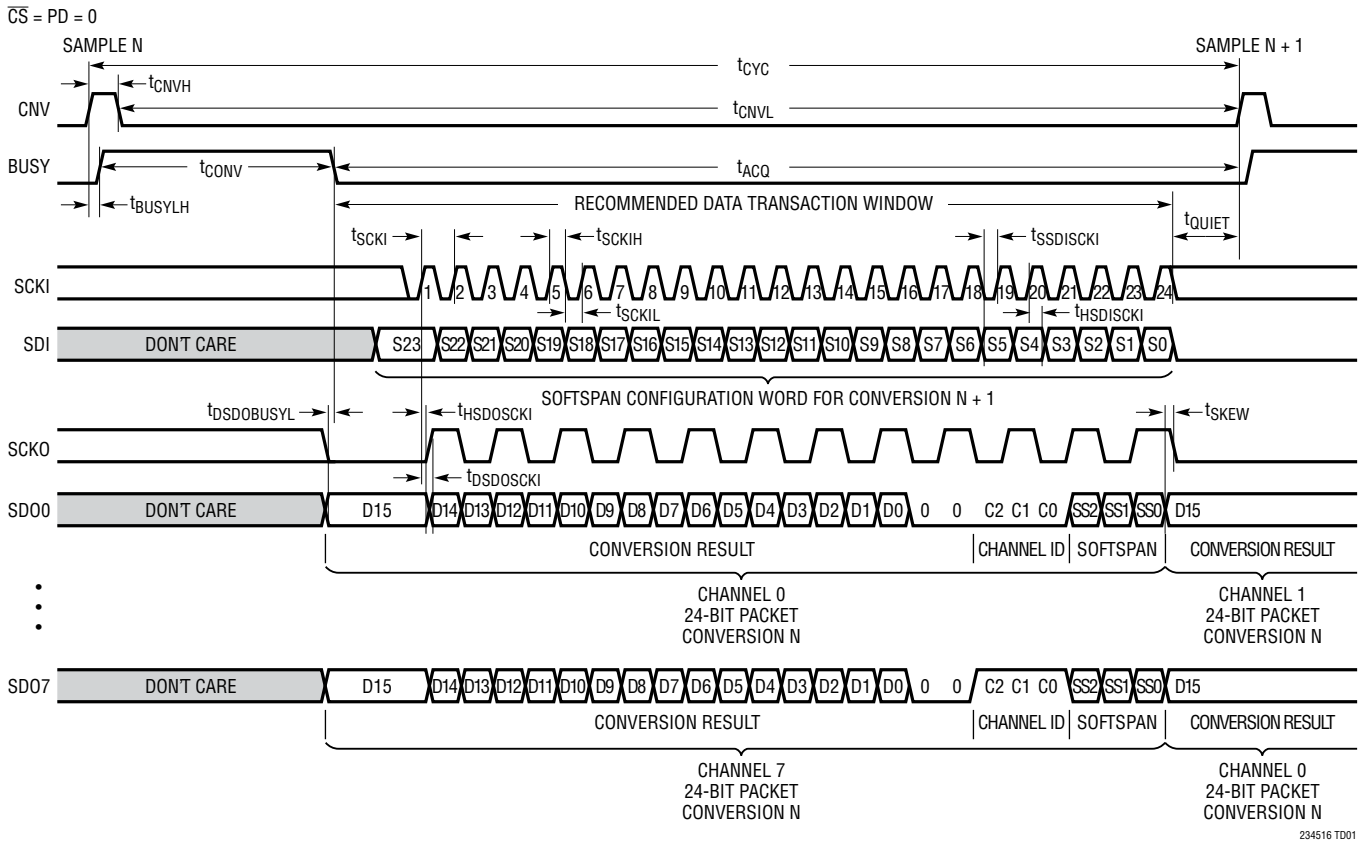 CS = PD = 0
SAMPLE N
SAMPLE N + 1
tCYC
tCNVH
CNV
tCNVL
BUSY
tCONV
tACQ
tBUSYLH
RECOMMENDED DATA TRANSACTION WINDOW
tQUIET
tSCKI
tSCKIH
tSSDISCKI
SCKI
1 2 3 4 5 6 7 8 9 10 11 12 13 14 15 16 17 18 19 20 21 22 23 24
tSCKIL
tHSDISCKI
SDI
DON'T CARE
S23 S22 S21 S20 S19 S18 S17 S16 S15 S14 S13 S12 S11 S10 S9 S8 S7 S6 S5 S4 S3 S2 S1 S0
SOFTSPAN CONFIGURATION WORD FOR CONVERSION N + 1
tDSDOBUSYL
tHSDOSCKI
tSKEW
SCKO
tDSDOSCKI
SDO0
DON'T CARE
D15 D14 D13 D12 D11 D10 D9 D8 D7 D6 D5 D4 D3 D2 D1 D0 0 0 C2 C1 C0 SS2 SS1 SS0 D15
CONVERSION RESULT
CHANNEL ID
SOFTSPAN
CONVERSION RESULT
CHANNEL 0
24-BIT PACKET
CONVERSION N
CHANNEL 1
24-BIT PACKET
CONVERSION N
SDO7
DON'T CARE
D15 D14 D13 D12 D11 D10 D9 D8 D7 D6 D5 D4 D3 D2 D1 D0 0 0 C2 C1 C0 SS2 SS1 SS0 D15
CONVERSION RESULT
CHANNEL ID
SOFTSPAN
CONVERSION RESULT
CHANNEL 7
24-BIT PACKET
CONVERSION N
CHANNEL 0
24-BIT PACKET
CONVERSION N
234516 TD01